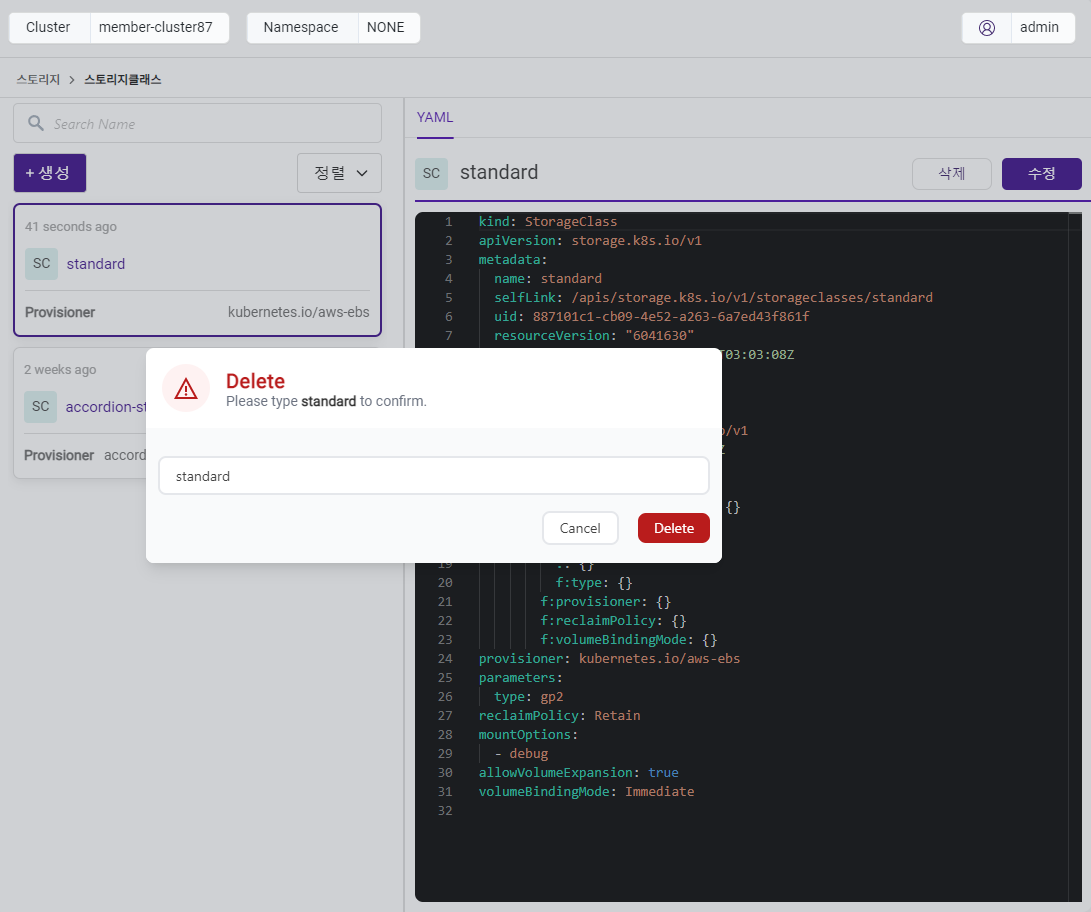 Cluster member-cluster87 Namespace NONE admin
스토리지 > 스토리지클래스
Search Name
+ 생성 정렬
41 seconds ago
SC standard
Provisioner kubernetes.io/aws-ebs
2 weeks ago
SC accordion-st
Provisioner accord
YAML
SC standard 삭제 수정
1 kind: StorageClass
2 apiVersion: storage.k8s.io/v1
3 metadata:
4 name: standard
5 selfLink: /apis/storage.k8s.io/v1/storageclasses/standard
6 uid: 887101c1-cb09-4e52-a263-6a7ed43f861f
7 resourceVersion: "6041630"
T03:03:08Z
o/v1
Z
{}
Delete
Please type standard to confirm.
standard
Cancel Delete
19 .: {}
20 f:type: {}
21 f:provisioner: {}
22 f:reclaimPolicy: {}
23 f:volumeBindingMode: {}
24 provisioner: kubernetes.io/aws-ebs
25 parameters:
26 type: gp2
27 reclaimPolicy: Retain
28 mountOptions:
29 - debug
30 allowVolumeExpansion: true
31 volumeBindingMode: Immediate
32